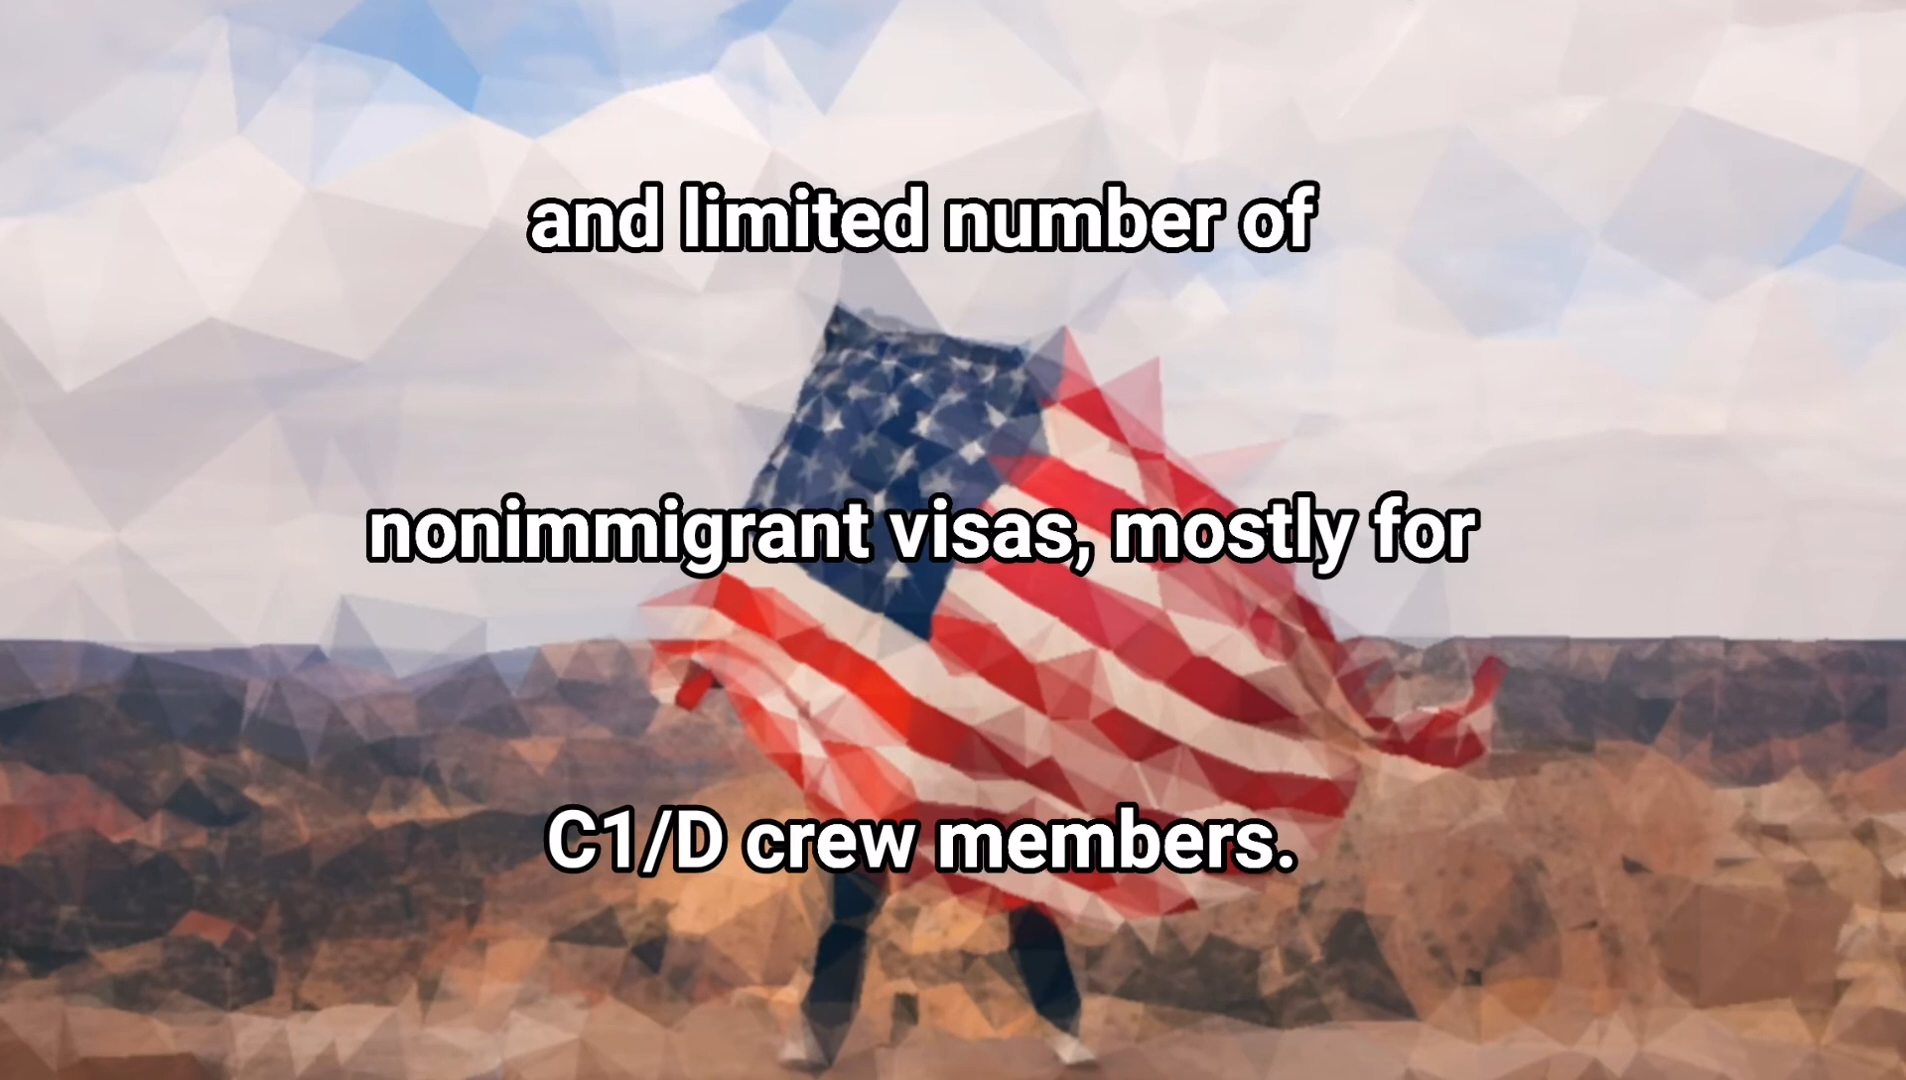 and limited number of
nonimmigrant visas, mostly for
C1/D crew members.